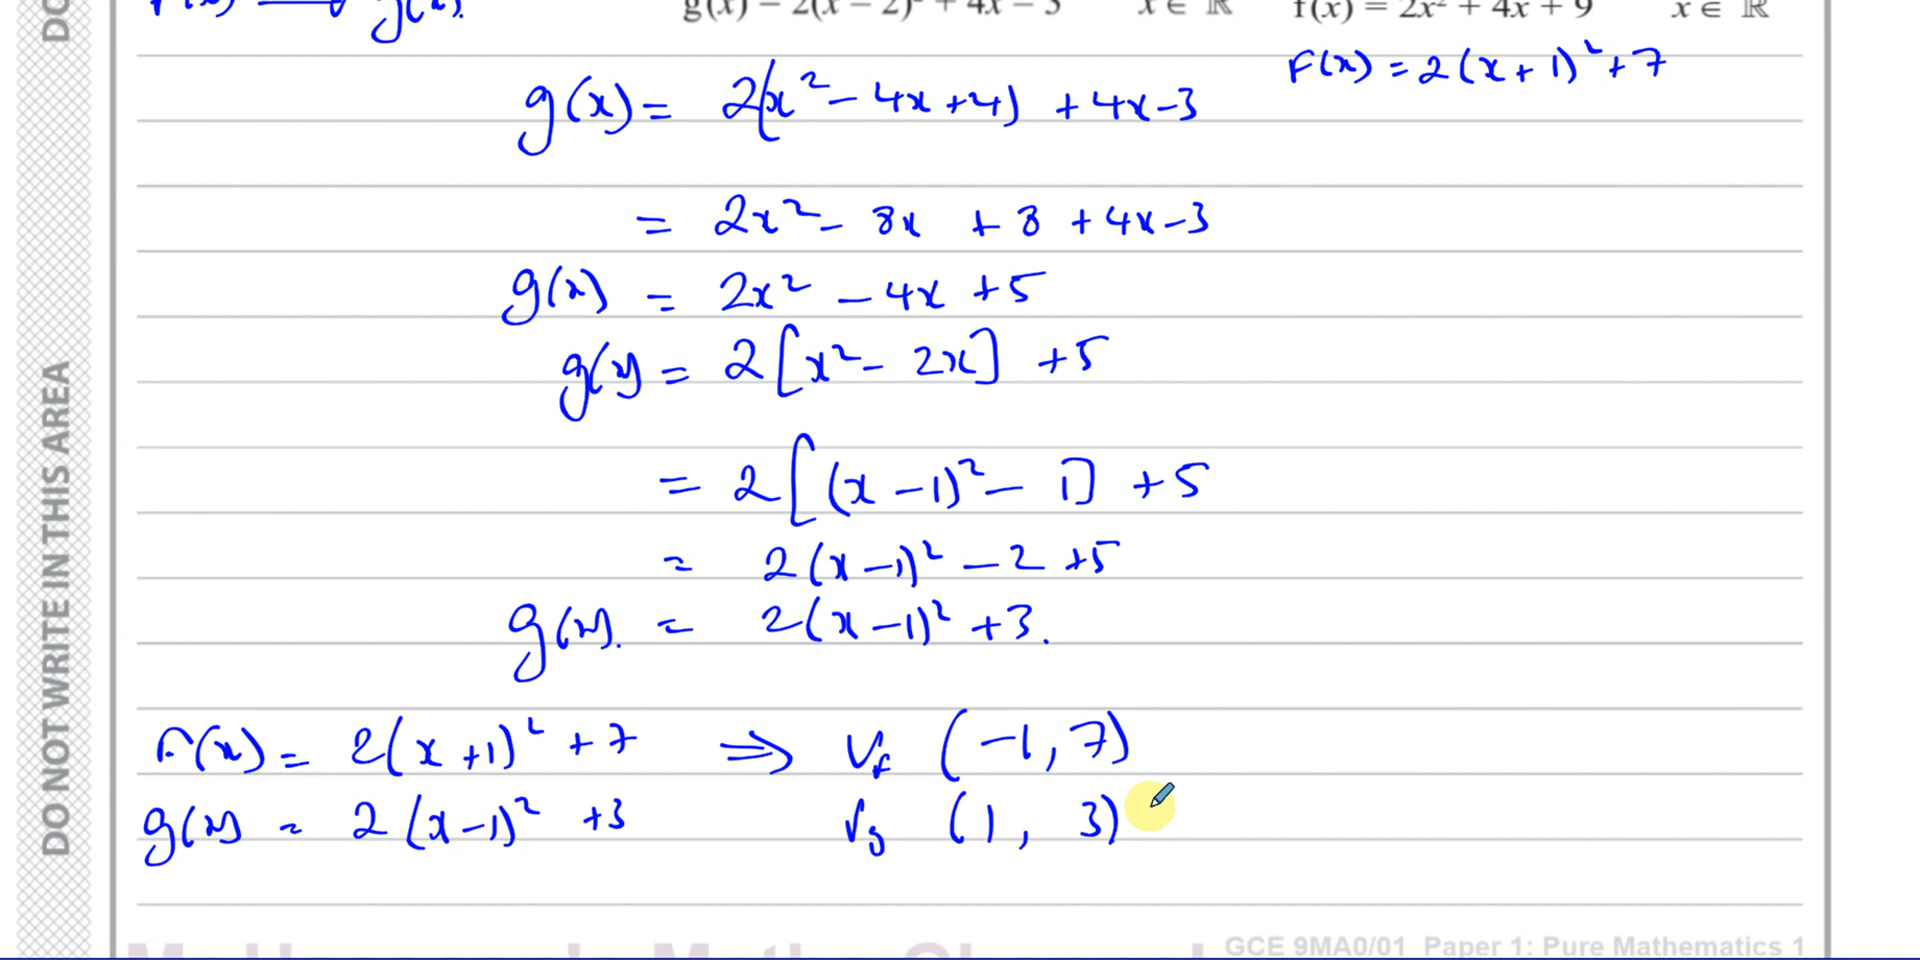 g(x) = 2(x − 2)² + 4x − 3 x ∈ ℝ f(x) = 2x² + 4x + 9 x ∈ ℝ
g(x).
F(x) = 2(x+1)² + 7
g(x) = 2(x² − 4x + 4) + 4x − 3
= 2x² − 8x + 8 + 4x − 3
g(x) = 2x² − 4x + 5
g(x) = 2[x² − 2x] + 5
= 2[(x − 1)² − 1] + 5
= 2(x − 1)² − 2 + 5
g(x). = 2(x − 1)² + 3.
F(x) = 2(x + 1)² + 7 ⇒ Vf (−1, 7)
g(x) = 2(x − 1)² + 3 Vg (1, 3)
DO NOT WRITE IN THIS AREA
DO
GCE 9MA0/01 Paper 1: Pure Mathematics 1